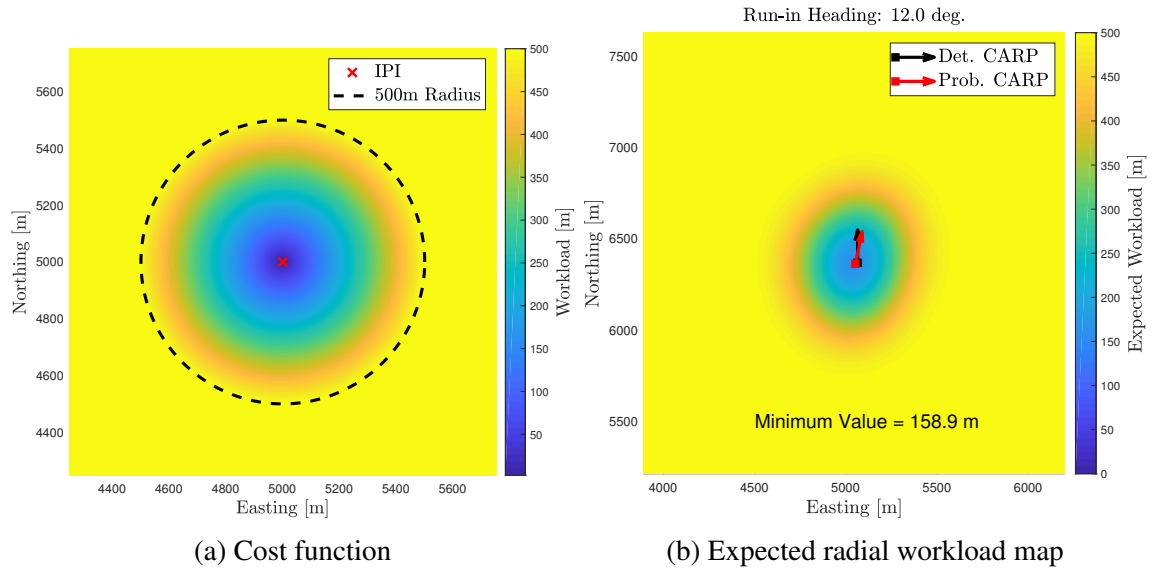 Run-in Heading: 12.0 deg.
IPI
500m Radius
Det. CARP
Prob. CARP
5600
5400
5200
5000
4800
4600
4400
Northing [m]
4400 4600 4800 5000 5200 5400 5600
Easting [m]
500
450
400
350
300
250
200
150
100
50
Workload [m]
7500
7000
6500
6000
5500
Northing [m]
Minimum Value = 158.9 m
4000 4500 5000 5500 6000
Easting [m]
500
450
400
350
300
250
200
150
100
50
0
Expected Workload [m]
(a) Cost function
(b) Expected radial workload map